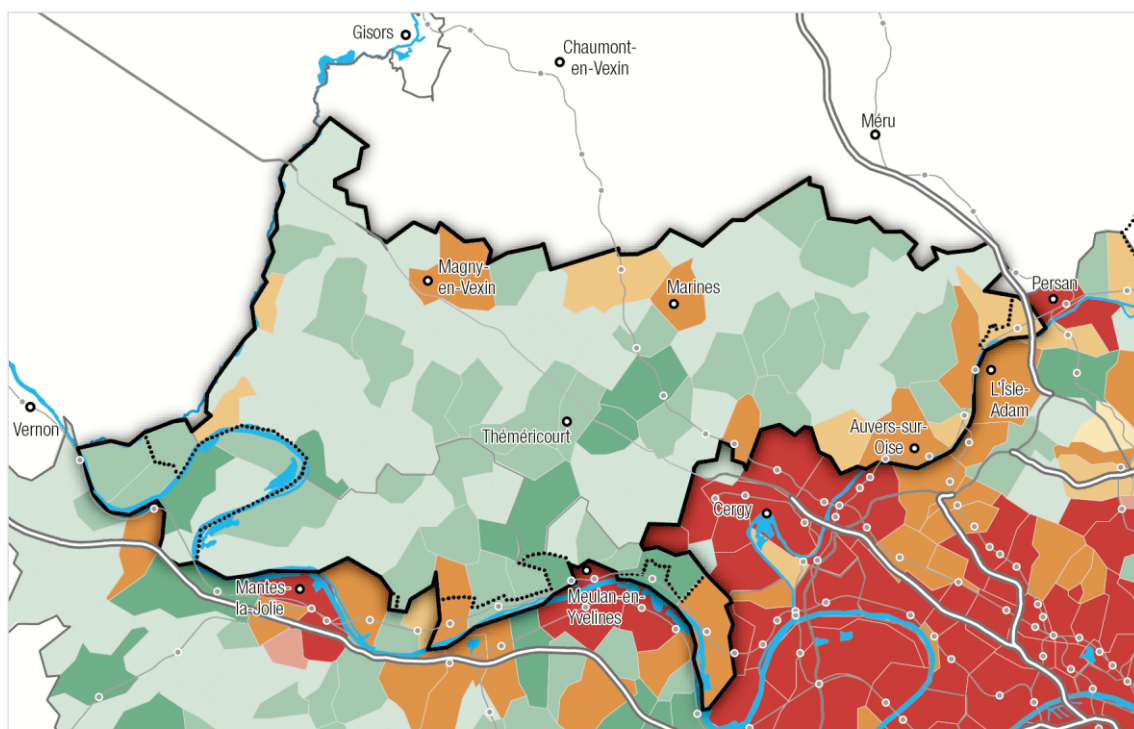 Gisors
Chaumont-
en-Vexin
Méru
Magny-
en-Vexin
Marines
Persan
L'Îsle-
Adam
Vernon
Théméricourt
Auvers-sur-
Oise
Cergy
Mantes-
la-Jolie
Meulan-en-
Yvelines